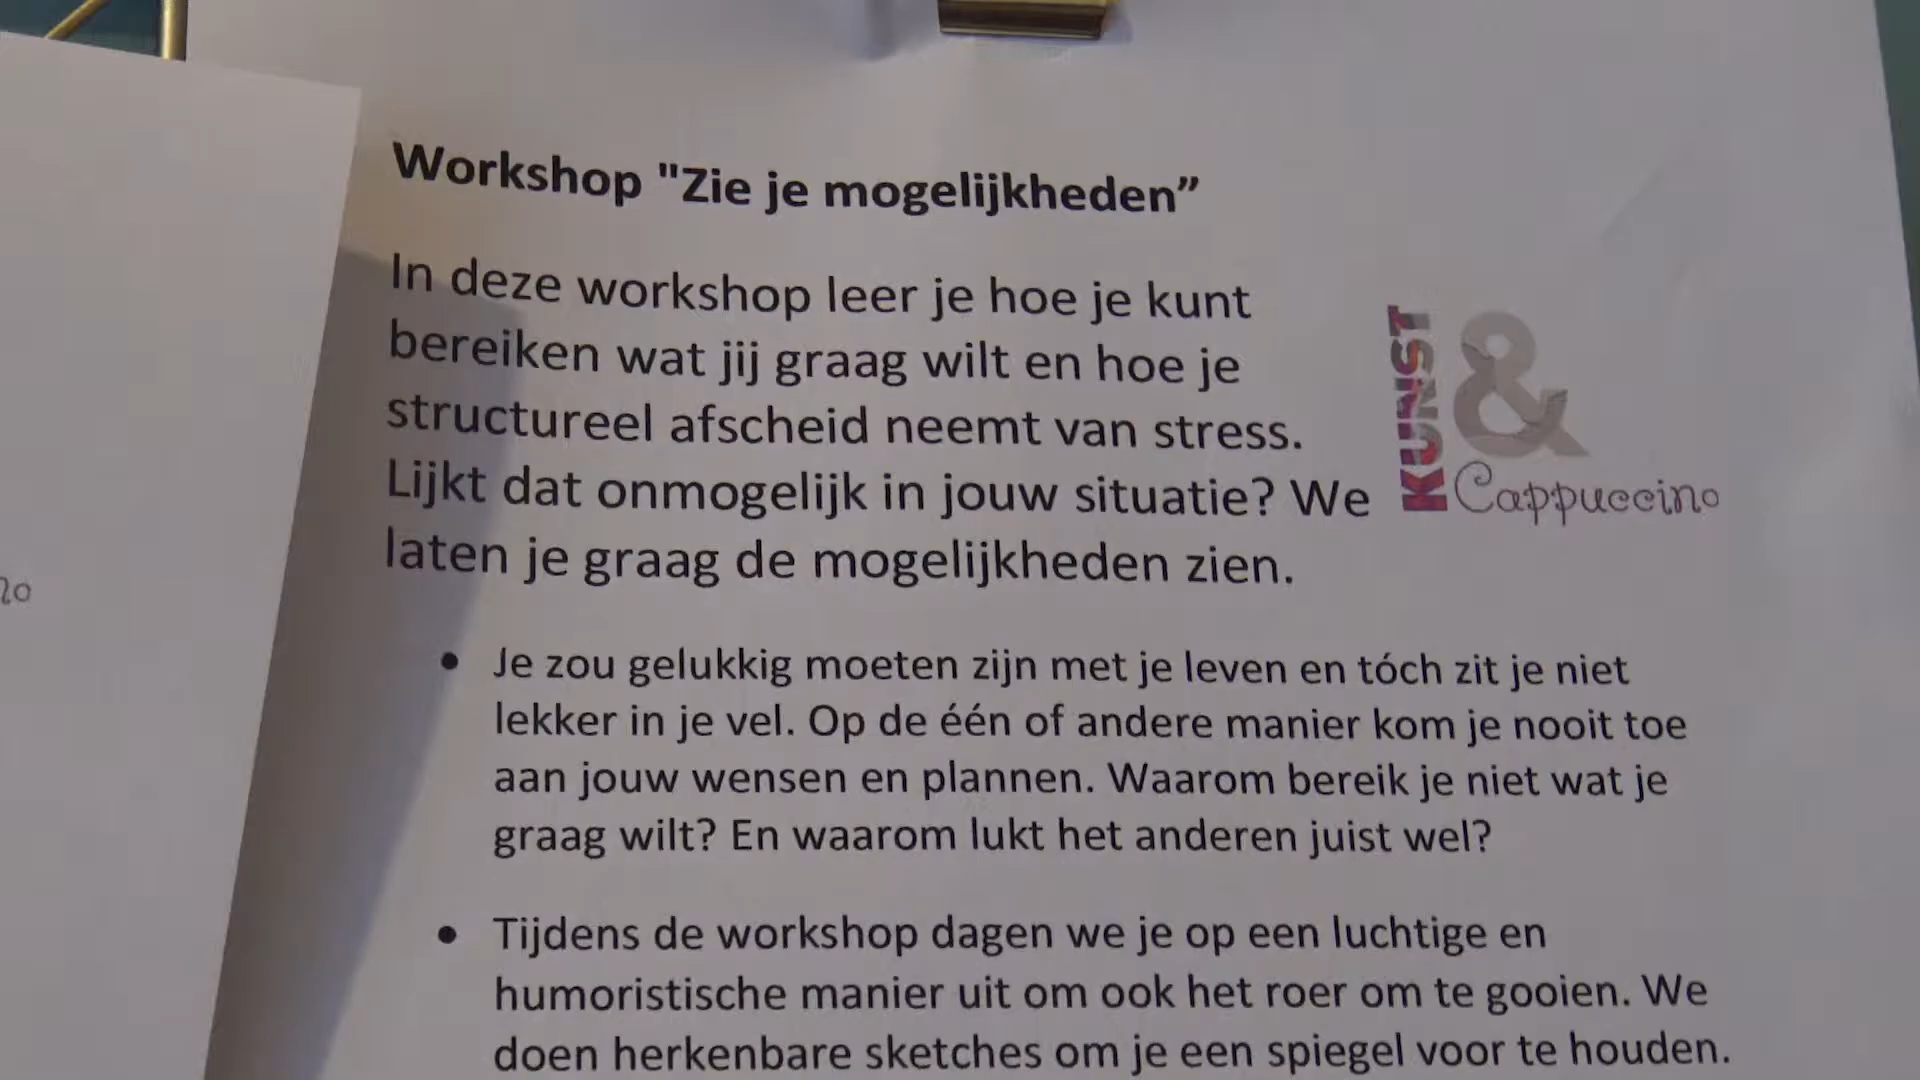 Workshop "Zie je mogelijkheden”
In deze workshop leer je hoe je kunt
bereiken wat jij graag wilt en hoe je
structureel afscheid neemt van stress.
Lijkt dat onmogelijk in jouw situatie? We
laten je graag de mogelijkheden zien.
KUNST
&
Cappuccino
• Je zou gelukkig moeten zijn met je leven en tóch zit je niet
lekker in je vel. Op de één of andere manier kom je nooit toe
aan jouw wensen en plannen. Waarom bereik je niet wat je
graag wilt? En waarom lukt het anderen juist wel?
• Tijdens de workshop dagen we je op een luchtige en
humoristische manier uit om ook het roer om te gooien. We
doen herkenbare sketches om je een spiegel voor te houden.